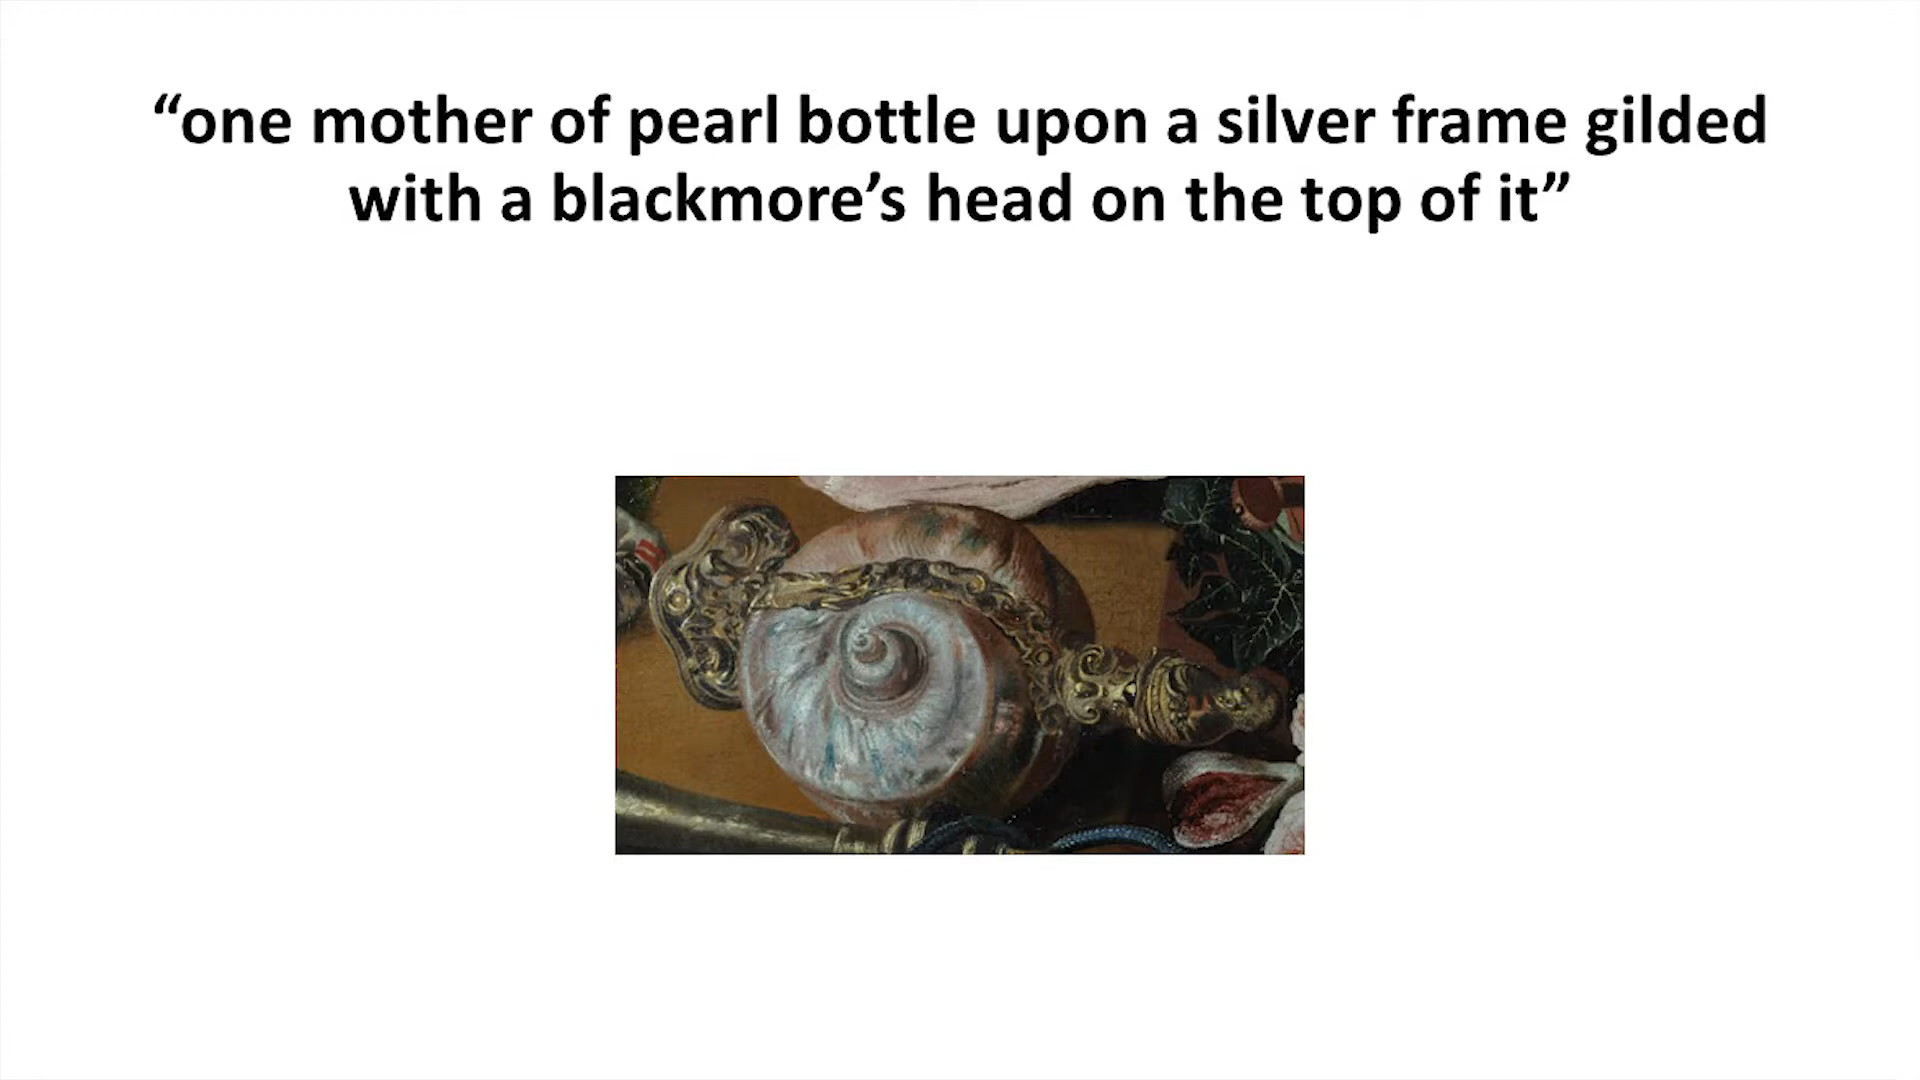 “one mother of pearl bottle upon a silver frame gilded
with a blackmore’s head on the top of it”